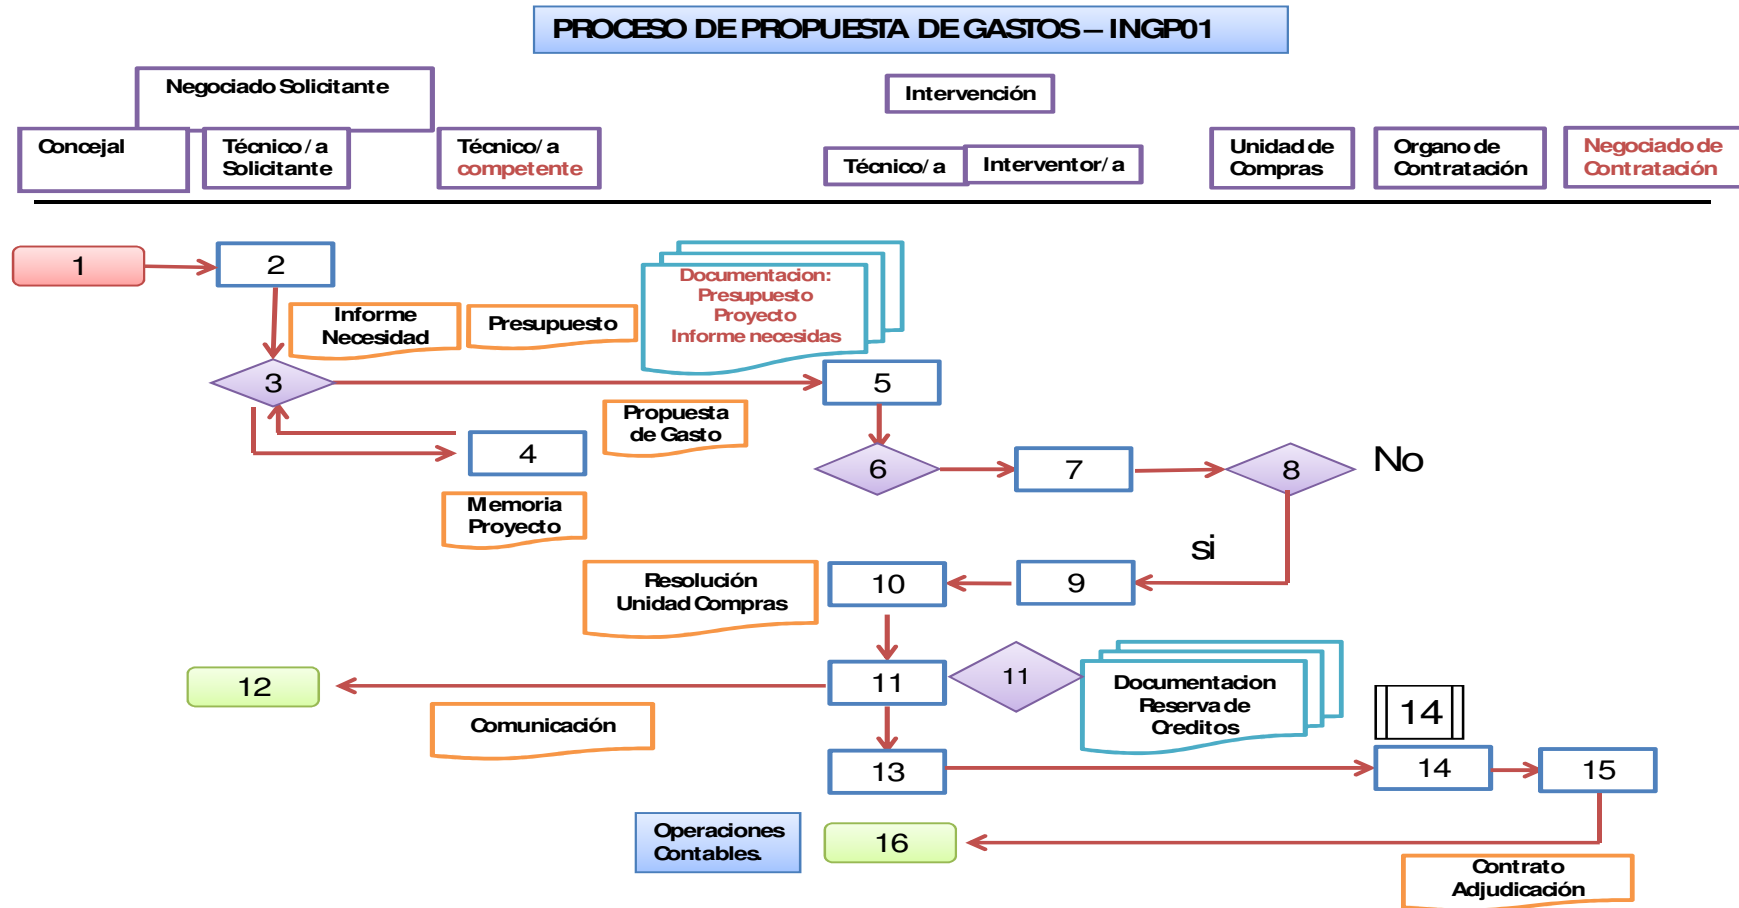 PROCESO DE PROPUESTA DE GASTOS – INGP01
Negociado Solicitante
Intervención
Concejal
Técnico/a
Solicitante
Técnico/a
competente
Técnico/a
Interventor/a
Unidad de
Compras
Organo de
Contratación
Negociado de
Contratación
1
2
Informe
Necesidad
Presupuesto
Documentacion:
Presupuesto
Proyecto
Informe necesidas
3
5
Propuesta
de Gasto
4
6
7
8
No
Memoria
Proyecto
si
Resolución
Unidad Compras
10
9
12
11
11
Documentacion
Reserva de
Creditos
Comunicación
14
13
14
15
Operaciones
Contables.
16
Contrato
Adjudicación